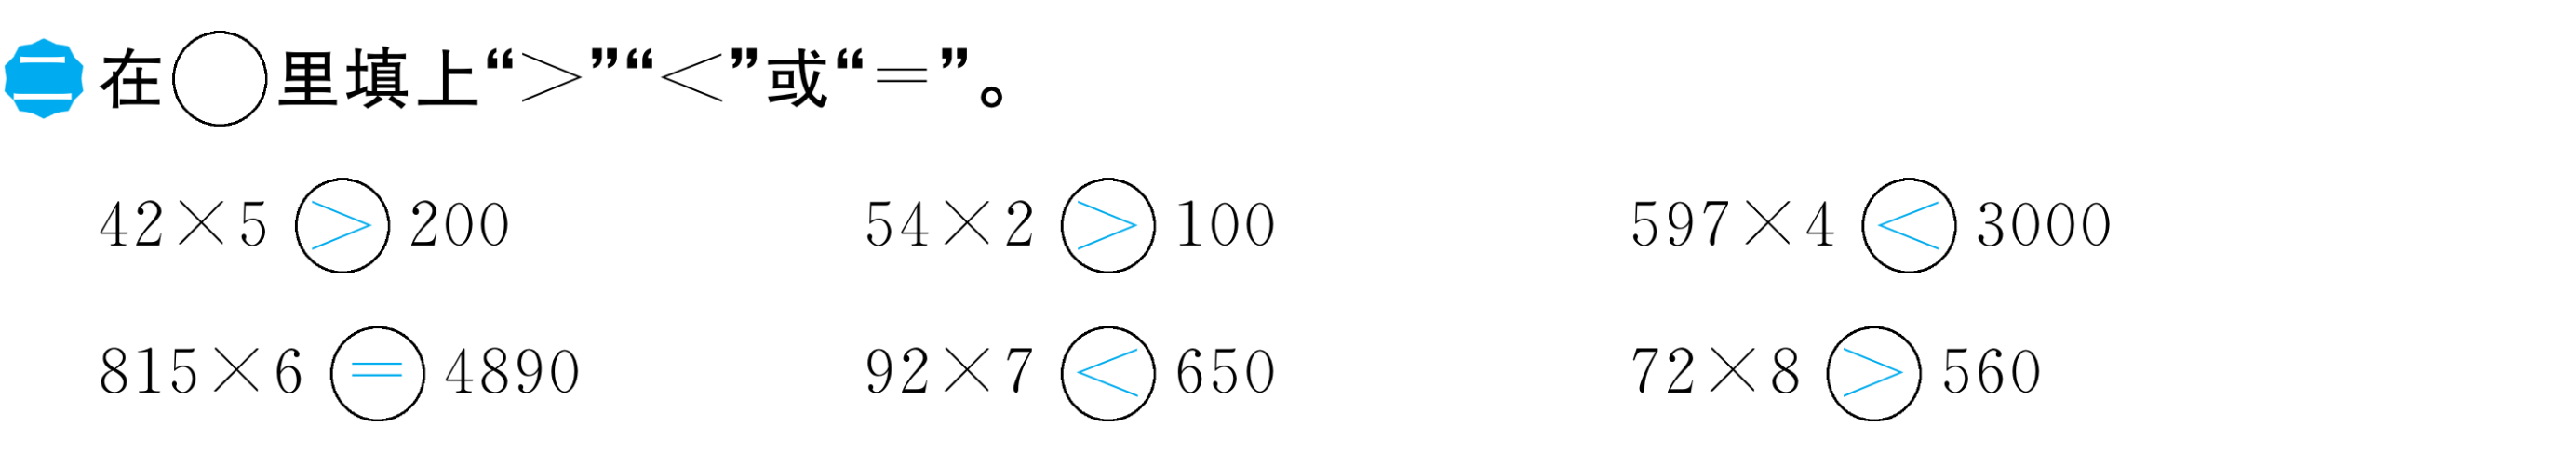 二 在○里填上“>”“<”或“=”。
42×5 > 200 54×2 > 100 597×4 < 3000
815×6 = 4890 92×7 < 650 72×8 > 560